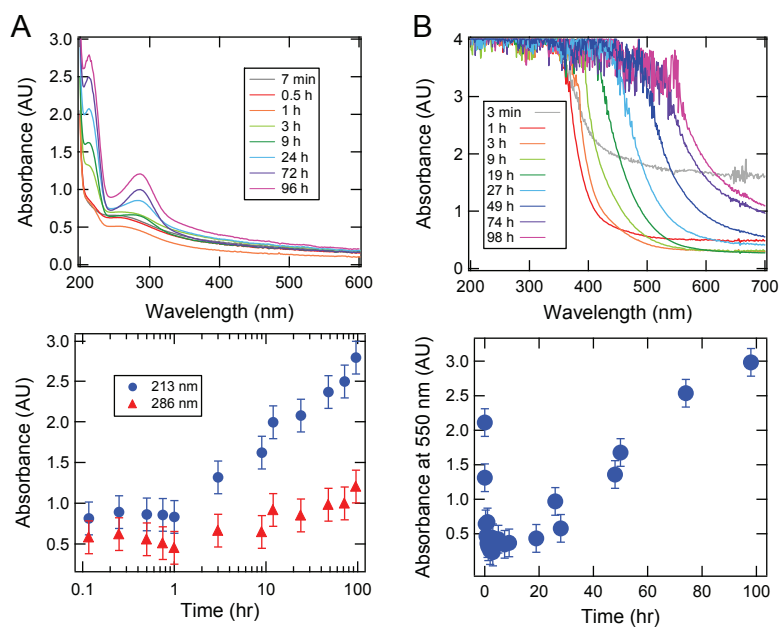 A
3.0
2.5
2.0
1.5
1.0
0.5
0.0
Absorbance (AU)
7 min
0.5 h
1 h
3 h
9 h
24 h
72 h
96 h
200 300 400 500 600
Wavelength (nm)
B
4
3
2
1
0
Absorbance (AU)
3 min
1 h
3 h
9 h
19 h
27 h
49 h
74 h
98 h
200 300 400 500 600 700
Wavelength (nm)
3.0
2.5
2.0
1.5
1.0
0.5
Absorbance
213 nm
286 nm
0.1 1 10 100
Time (hr)
3.0
2.5
2.0
1.5
1.0
0.5
Absorbance at 550 nm (AU)
0 20 40 60 80 100
Time (hr)